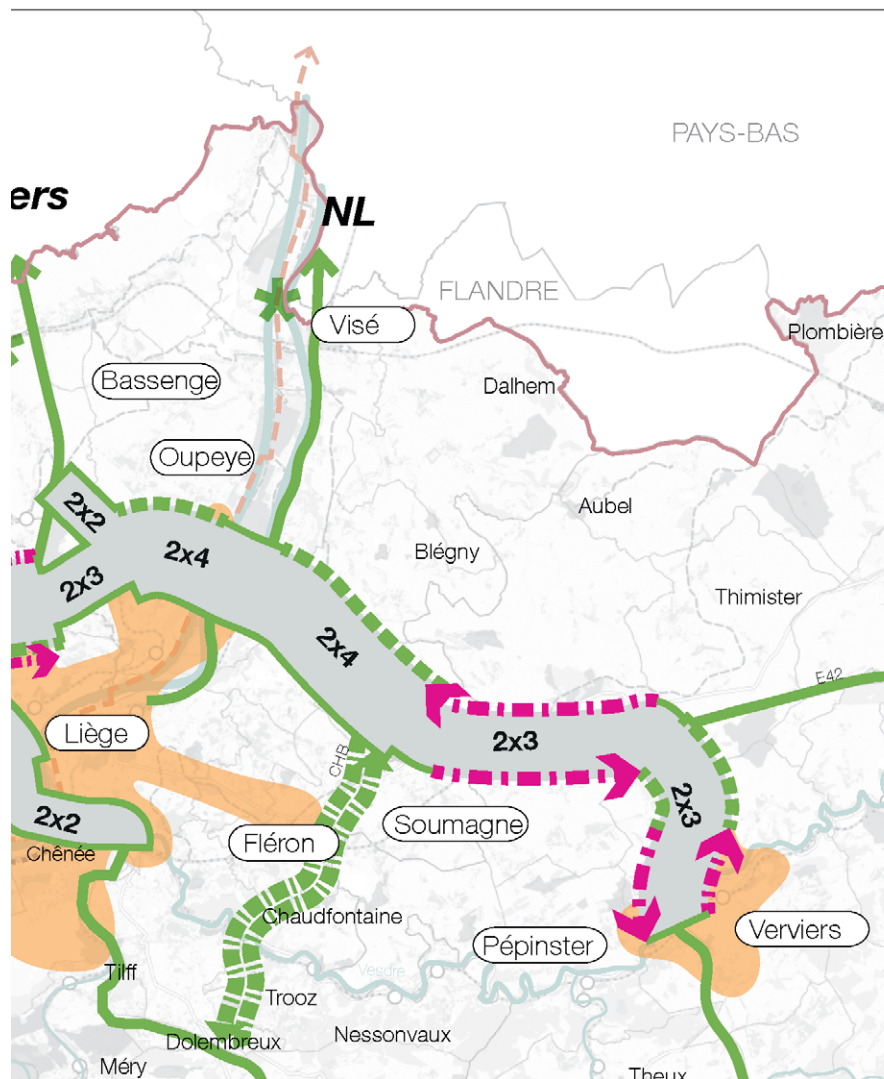 PAYS-BAS
ers
NL
FLANDRE
Visé
Plombière
Bassenge
Dalhem
Oupeye
2x2
Aubel
2x4
Blégny
2x3
Thimister
2x4
E42
Liège
2x3
CHB
2x3
2x2
Soumagne
Fléron
Chênée
Chaudfontaine
Verviers
Pépinster
Tilff
Vesdre
Trooz
Dolembreux
Nessonvaux
Méry
Theux